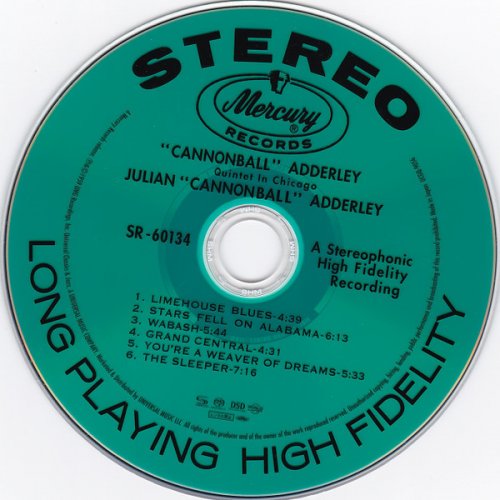 STEREO
Mercury
®
RECORDS
"CANNONBALL" ADDERLEY
Quintet In Chicago
JULIAN "CANNONBALL" ADDERLEY
SR-60134
A Stereophonic
High Fidelity
Recording
1. LIMEHOUSE BLUES-4:39
2. STARS FELL ON ALABAMA-6:13
3. WABASH-5:44
4. GRAND CENTRAL-4:31
5. YOU'RE A WEAVER OF DREAMS-5:33
6. THE SLEEPER-7:16
DSD
LONG PLAYING HIGH FIDELITY